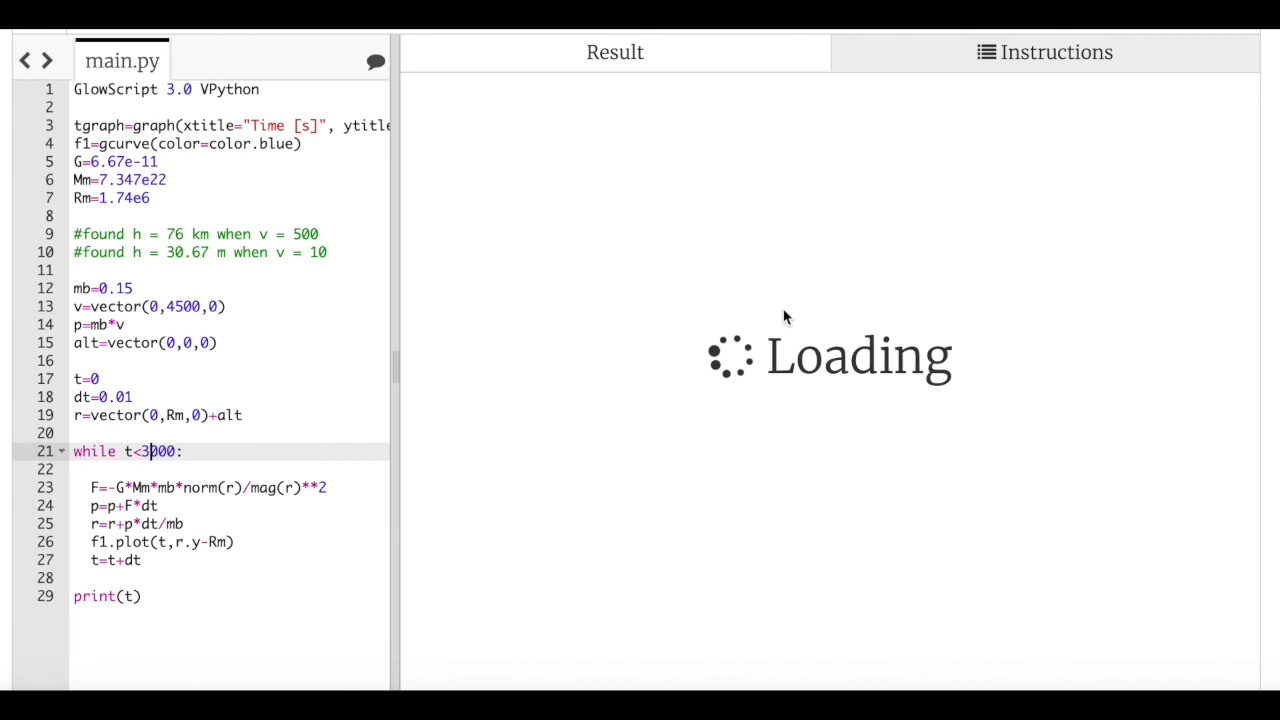 main.py
Result
Instructions
1 GlowScript 3.0 VPython
2
3 tgraph=graph(xtitle="Time [s]", ytitle
4 f1=gcurve(color=color.blue)
5 G=6.67e-11
6 Mm=7.347e22
7 Rm=1.74e6
8
9 #found h = 76 km when v = 500
10 #found h = 30.67 m when v = 10
11
12 mb=0.15
13 v=vector(0,4500,0)
14 p=mb*v
15 alt=vector(0,0,0)
16
17 t=0
18 dt=0.01
19 r=vector(0,Rm,0)+alt
20
21 while t<3000:
22
23 F=-G*Mm*mb*norm(r)/mag(r)**2
24 p=p+F*dt
25 r=r+p*dt/mb
26 f1.plot(t,r.y-Rm)
27 t=t+dt
28
29 print(t)
Loading